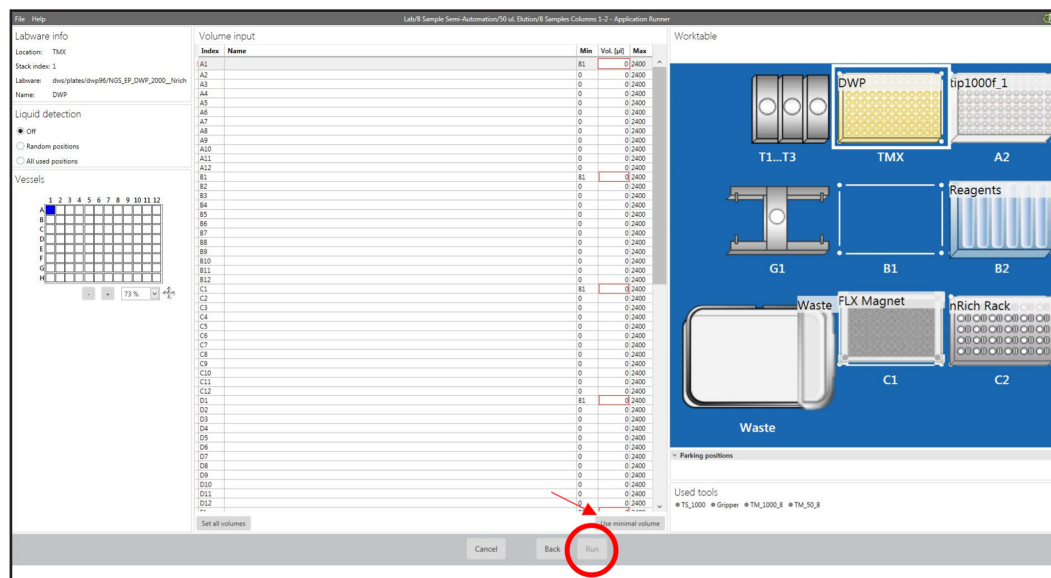 File Help
Lab/8 Sample Semi-Automation/50 uL Elution/8 Samples Columns 1-2 - Application Runner
Labware info
Location: TMX
Stack index: 1
Labware: dws/plates/dwp96/NGS_EP_DWP_2000__Nrich
Name: DWP
Liquid detection
Off
Random positions
All used positions
Vessels
1 2 3 4 5 6 7 8 9 10 11 12
A
B
C
D
E
F
G
H
- + 73 %
Volume input
Index Name Min Vol. [µl] Max
A1 81 0 2400
A2 0 0 2400
A3 0 0 2400
A4 0 0 2400
A5 0 0 2400
A6 0 0 2400
A7 0 0 2400
A8 0 0 2400
A9 0 0 2400
A10 0 0 2400
A11 0 0 2400
A12 0 0 2400
B1 81 0 2400
B2 0 0 2400
B3 0 0 2400
B4 0 0 2400
B5 0 0 2400
B6 0 0 2400
B7 0 0 2400
B8 0 0 2400
B9 0 0 2400
B10 0 0 2400
B11 0 0 2400
B12 0 0 2400
C1 81 0 2400
C2 0 0 2400
C3 0 0 2400
C4 0 0 2400
C5 0 0 2400
C6 0 0 2400
C7 0 0 2400
C8 0 0 2400
C9 0 0 2400
C10 0 0 2400
C11 0 0 2400
C12 0 0 2400
D1 81 0 2400
D2 0 0 2400
D3 0 0 2400
D4 0 0 2400
D5 0 0 2400
D6 0 0 2400
D7 0 0 2400
D8 0 0 2400
D9 0 0 2400
D10 0 0 2400
D11 0 0 2400
D12 0 0 2400
Set all volumes Use minimal volume
Worktable
DWP tip1000f_1
T1...T3 TMX A2
Reagents
G1 B1 B2
Waste FLX Magnet nRich Rack
C1 C2
Waste
Parking positions
Used tools
TS_1000 Gripper TM_1000_8 TM_50_8
Cancel Back Run